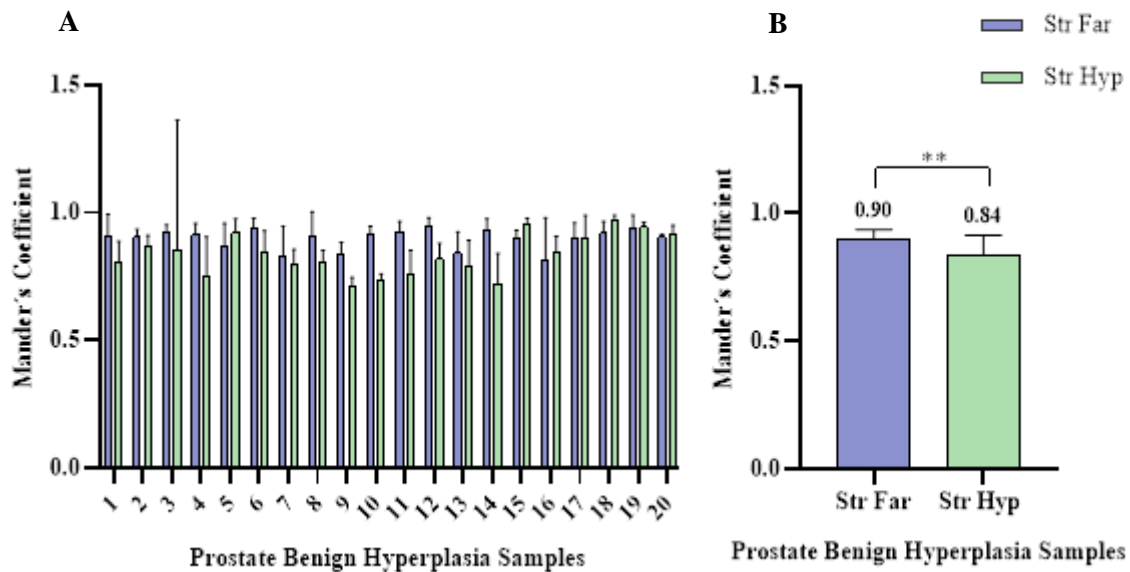 A
1.5
1.0
0.5
0.0
Mander´s Coefficient
1 2 3 4 5 6 7 8 9 10 11 12 13 14 15 16 17 18 19 20
Prostate Benign Hyperplasia Samples
B
Str Far
Str Hyp
1.5
1.0
0.5
0.0
Mander´s Coefficient
**
0.90
0.84
Str Far Str Hyp
Prostate Benign Hyperplasia Samples